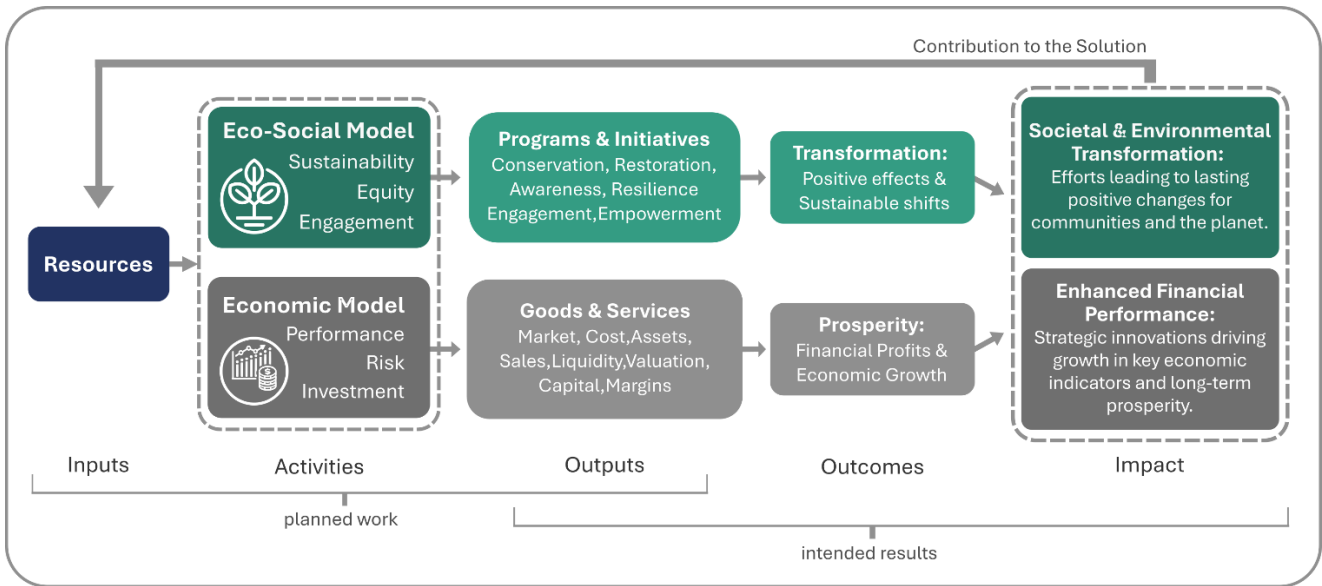 Contribution to the Solution
Resources
Eco-Social Model
Sustainability
Equity
Engagement
Economic Model
Performance
Risk
Investment
Programs & Initiatives
Conservation, Restoration,
Awareness, Resilience
Engagement,Empowerment
Goods & Services
Market, Cost,Assets,
Sales,Liquidity,Valuation,
Capital,Margins
Transformation:
Positive effects &
Sustainable shifts
Prosperity:
Financial Profits &
Economic Growth
Societal & Environmental
Transformation:
Efforts leading to lasting
positive changes for
communities and the planet.
Enhanced Financial
Performance:
Strategic innovations driving
growth in key economic
indicators and long-term
prosperity.
Inputs
Activities
Outputs
Outcomes
Impact
planned work
intended results